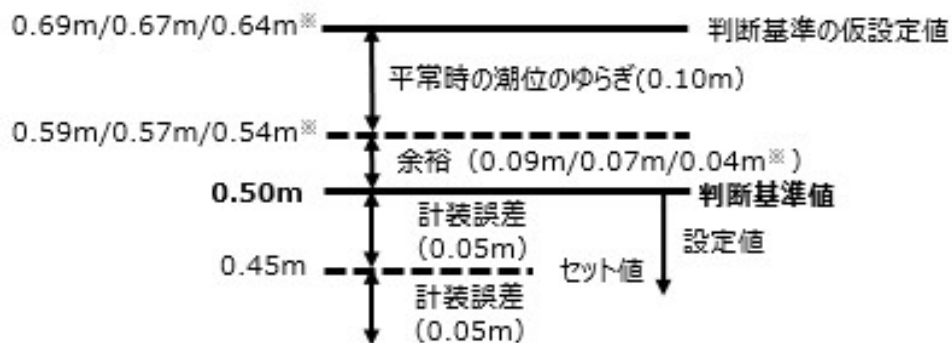 0.69m/0.67m/0.64m※
判断基準の仮設定値
平常時の潮位のゆらぎ(0.10m)
0.59m/0.57m/0.54m※
余裕（0.09m/0.07m/0.04m※）
0.50m
判断基準値
計装誤差
（0.05m）
設定値
0.45m
セット値
計装誤差
（0.05m）